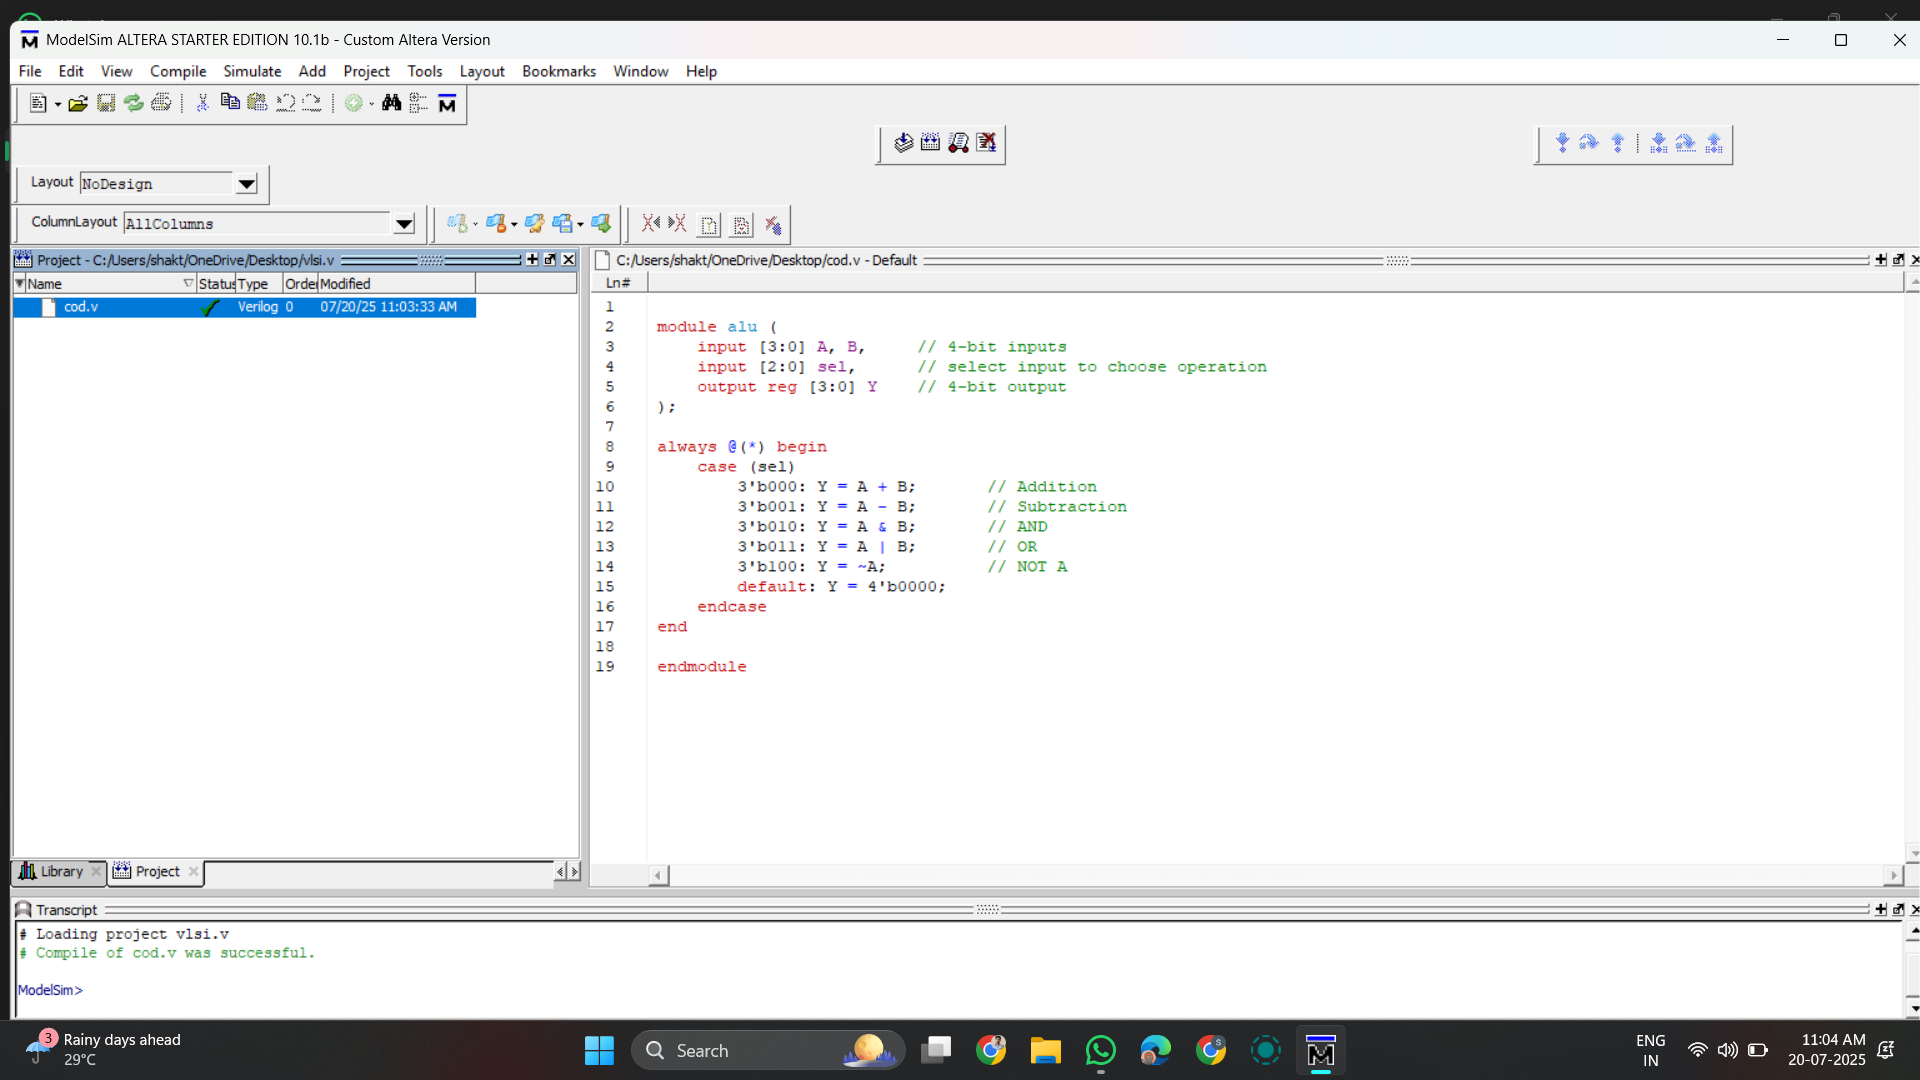 ModelSim ALTERA STARTER EDITION 10.1b - Custom Altera Version
File Edit View Compile Simulate Add Project Tools Layout Bookmarks Window Help
Layout NoDesign
ColumnLayout AllColumns
Project - C:/Users/shakt/OneDrive/Desktop/vlsi.v
Name Status Type Order Modified
cod.v Verilog 0 07/20/25 11:03:33 AM
C:/Users/shakt/OneDrive/Desktop/cod.v - Default
Ln#
1
2 module alu (
3 input [3:0] A, B, // 4-bit inputs
4 input [2:0] sel, // select input to choose operation
5 output reg [3:0] Y // 4-bit output
6 );
7
8 always @(*) begin
9 case (sel)
10 3'b000: Y = A + B; // Addition
11 3'b001: Y = A - B; // Subtraction
12 3'b010: Y = A & B; // AND
13 3'b011: Y = A | B; // OR
14 3'b100: Y = ~A; // NOT A
15 default: Y = 4'b0000;
16 endcase
17 end
18
19 endmodule
Library Project
Transcript
# Loading project vlsi.v
# Compile of cod.v was successful.
ModelSim>
3 Rainy days ahead
29°C
Search
ENG
IN
11:04 AM
20-07-2025